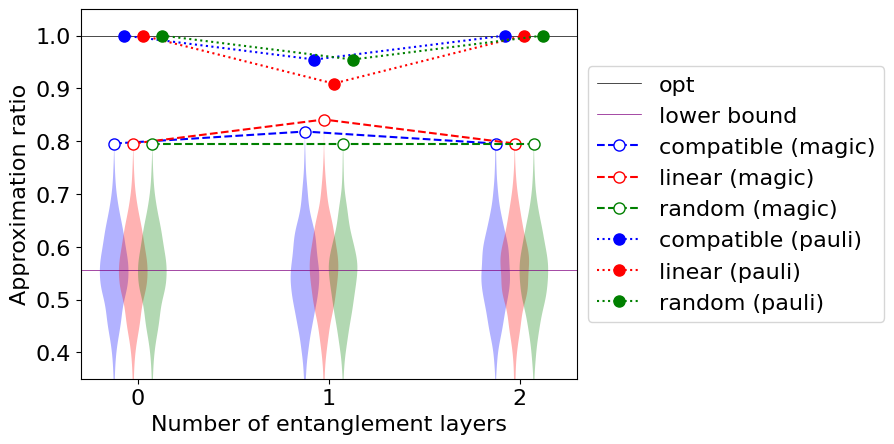 1.0
0.9
0.8
0.7
0.6
0.5
0.4
Approximation ratio
0 1 2
Number of entanglement layers
opt
lower bound
compatible (magic)
linear (magic)
random (magic)
compatible (pauli)
linear (pauli)
random (pauli)